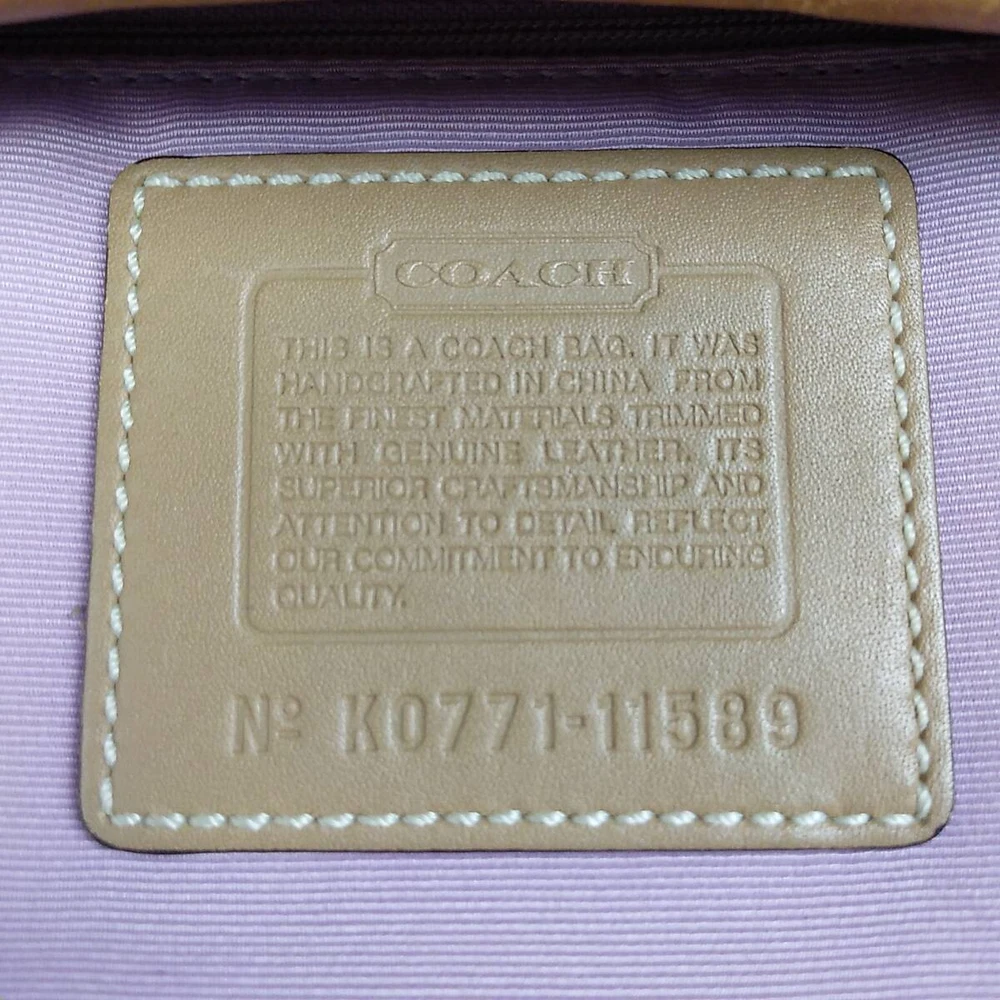 COACH
THIS IS A COACH BAG. IT WAS
HANDCRAFTED IN CHINA FROM
THE FINEST MATERIALS TRIMMED
WITH GENUINE LEATHER. ITS
SUPERIOR CRAFTSMANSHIP AND
ATTENTION TO DETAIL REFLECT
OUR COMMITMENT TO ENDURING
QUALITY.
Nº K0771-11589